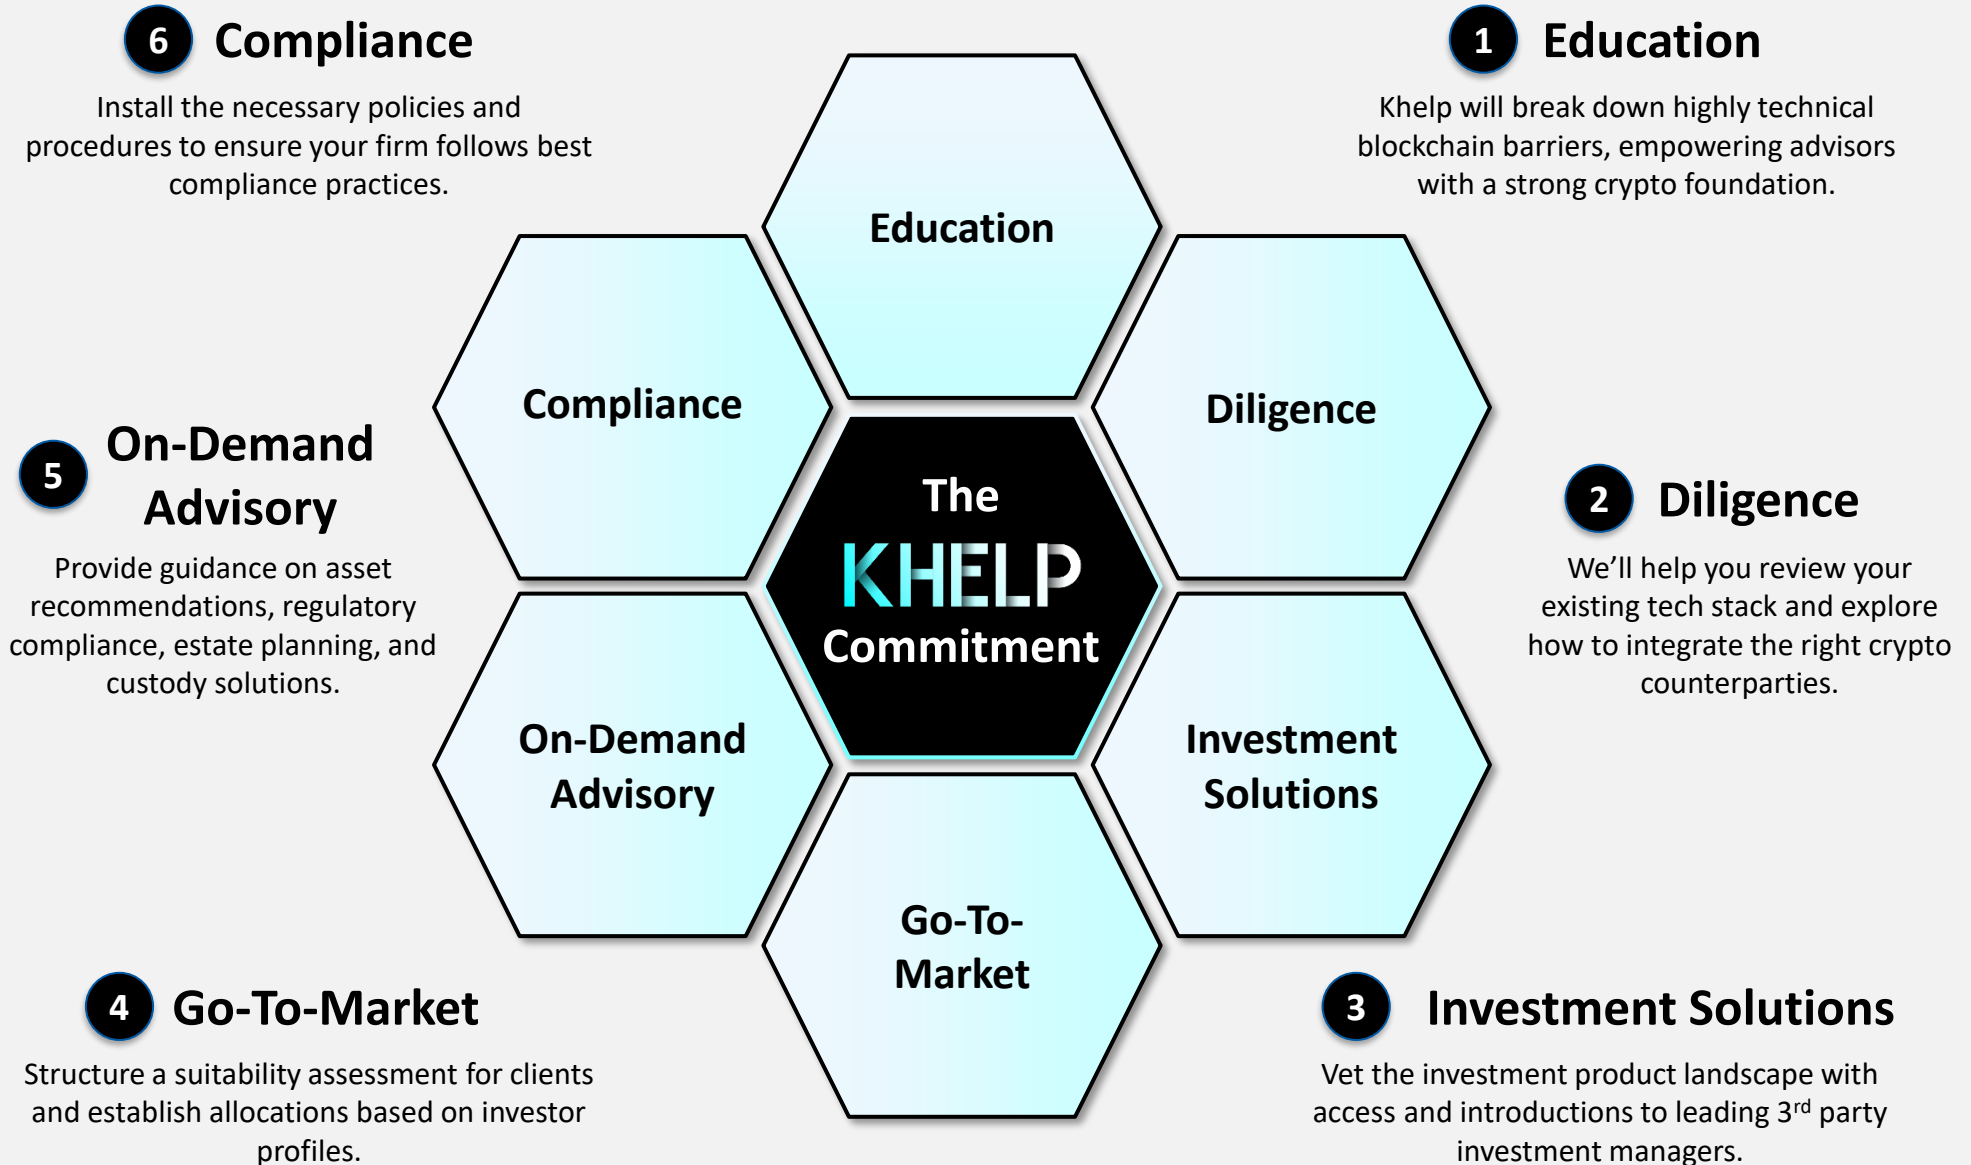 6 Compliance
Install the necessary policies and
procedures to ensure your firm follows best
compliance practices.
1 Education
Khelp will break down highly technical
blockchain barriers, empowering advisors
with a strong crypto foundation.
Education
Compliance
Diligence
The
KHELP
Commitment
5 On-Demand
Advisory
Provide guidance on asset
recommendations, regulatory
compliance, estate planning, and
custody solutions.
2 Diligence
We’ll help you review your
existing tech stack and explore
how to integrate the right crypto
counterparties.
On-Demand
Advisory
Investment
Solutions
Go-To-
Market
4 Go-To-Market
Structure a suitability assessment for clients
and establish allocations based on investor
profiles.
3 Investment Solutions
Vet the investment product landscape with
access and introductions to leading 3rd party
investment managers.